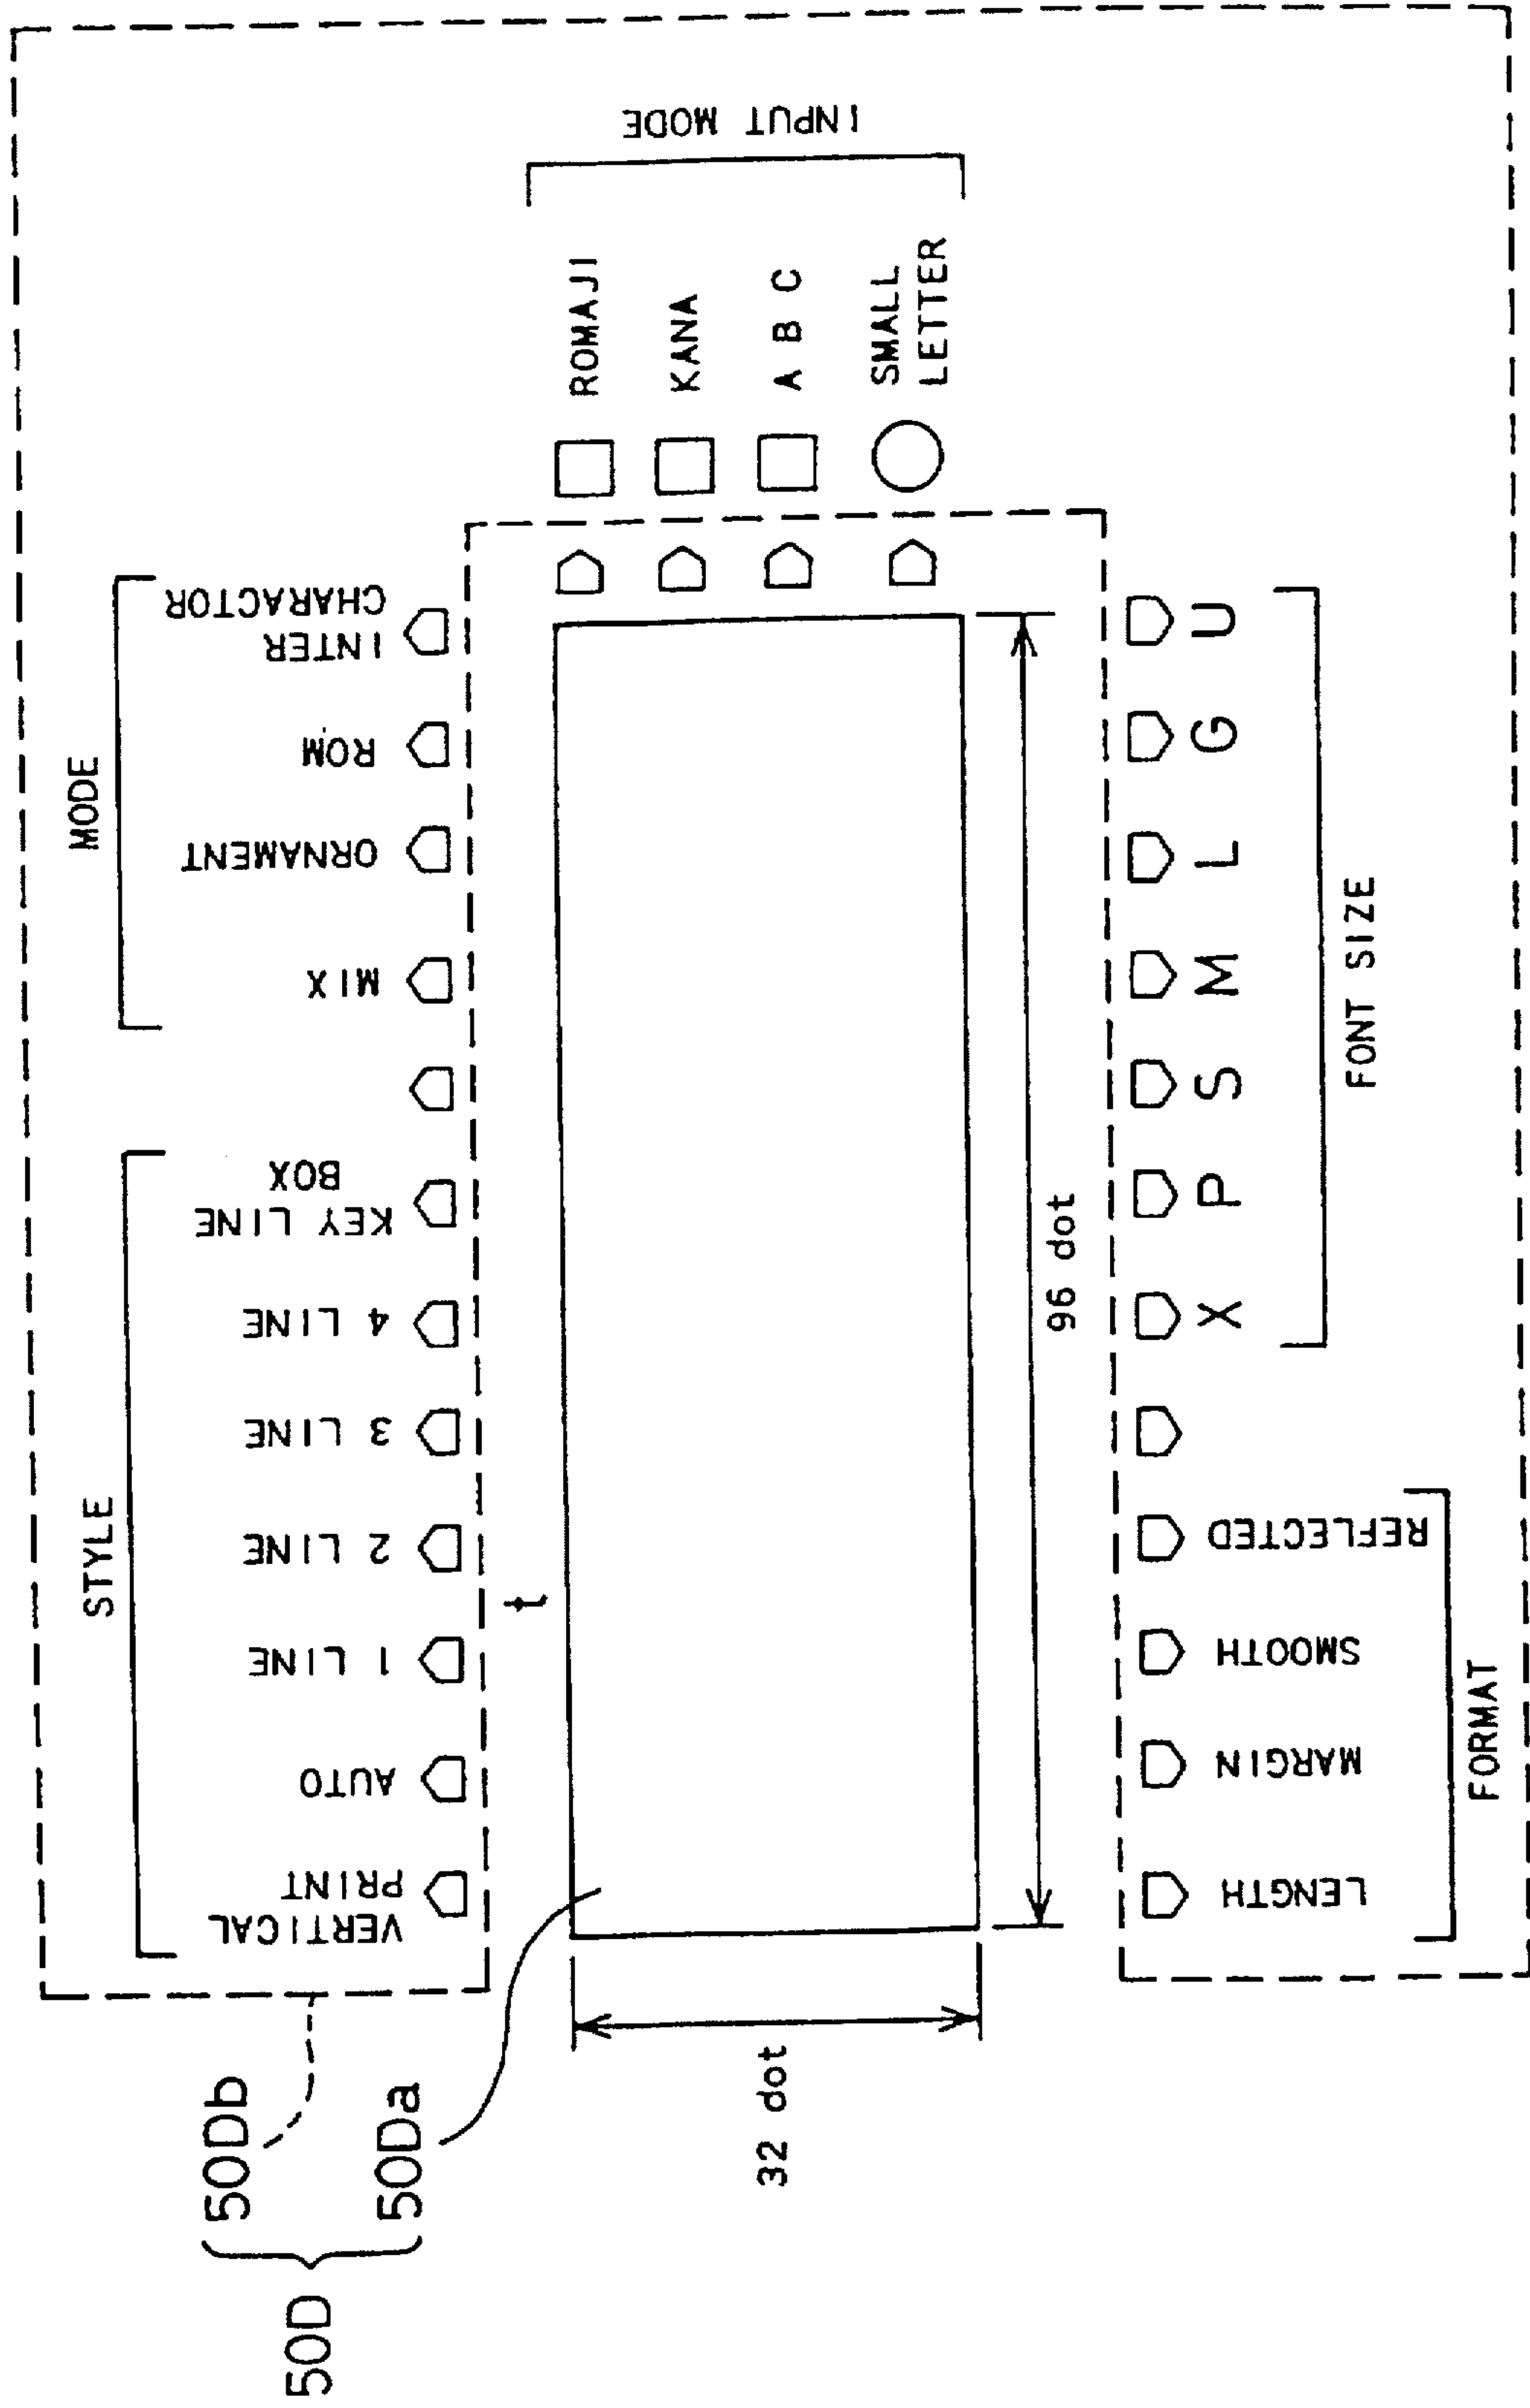 50D
50Db
50Da
STYLE
MODE
VERTICAL
PRINT
AUTO
1 LINE
2 LINE
3 LINE
4 LINE
KEY LINE
BOX
MIX
ORNAMENT
ROM
INTER
CHARACTOR
t
32 dot
96 dot
ROMAJI
KANA
A B C
SMALL
LETTER
INPUT MODE
LENGTH
MARGIN
SMOOTH
REFLECTED
X
P
S
M
L
G
U
FORMAT
FONT SIZE